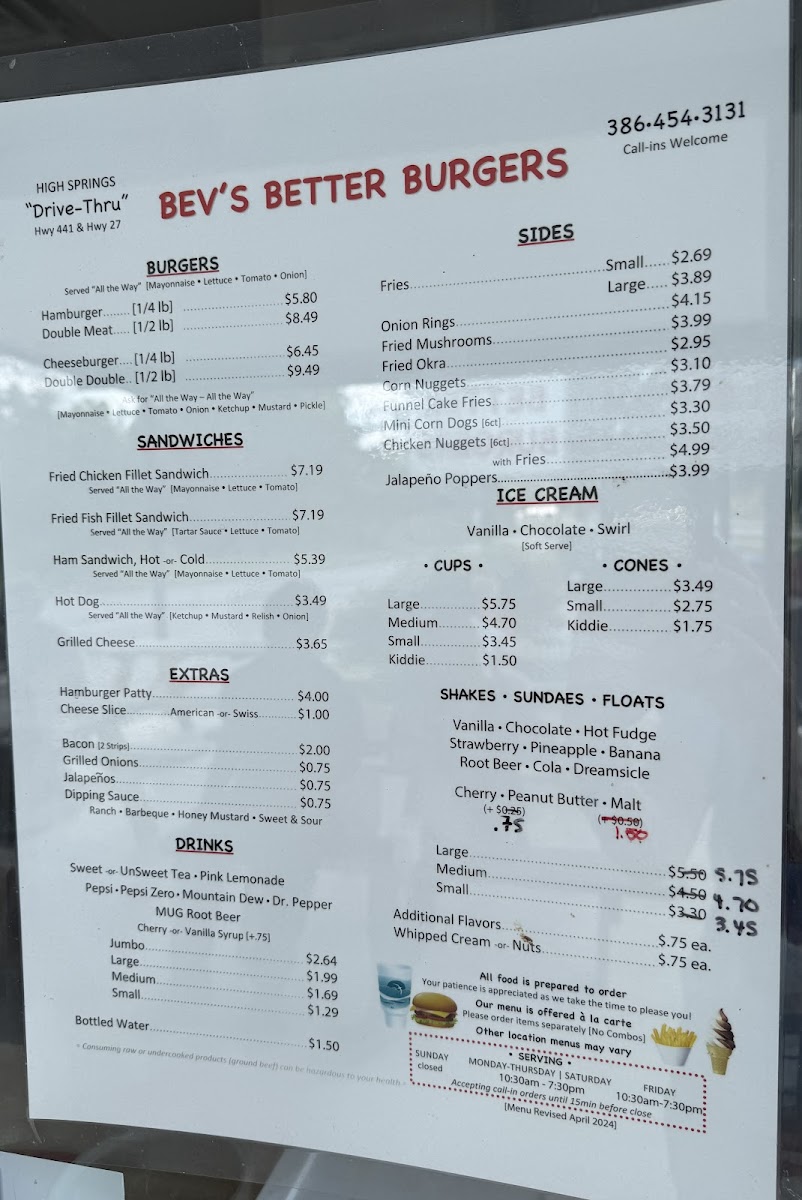 HIGH SPRINGS
"Drive-Thru"
Hwy 441 & Hwy 27
BEV'S BETTER BURGERS
386•454•3131
Call-ins Welcome
BURGERS
Served "All the Way" [Mayonnaise • Lettuce • Tomato • Onion]
Hamburger........ [1/4 lb] ........ $5.80
Double Meat..... [1/2 lb] ........ $8.49
Cheeseburger.... [1/4 lb] ........ $6.45
Double Double.. [1/2 lb] ........ $9.49
Ask for "All the Way – All the Way"
[Mayonnaise • Lettuce • Tomato • Onion • Ketchup • Mustard • Pickle]
SANDWICHES
Fried Chicken Fillet Sandwich........ $7.19
Served "All the Way" [Mayonnaise • Lettuce • Tomato]
Fried Fish Fillet Sandwich........ $7.19
Served "All the Way" [Tartar Sauce • Lettuce • Tomato]
Ham Sandwich, Hot -or- Cold........ $5.39
Served "All the Way" [Mayonnaise • Lettuce • Tomato]
Hot Dog........ $3.49
Served "All the Way" [Ketchup • Mustard • Relish • Onion]
Grilled Cheese........ $3.65
EXTRAS
Hamburger Patty........ $4.00
Cheese Slice............American -or- Swiss.......... $1.00
Bacon [2 Strips]........ $2.00
Grilled Onions........ $0.75
Jalapeños........ $0.75
Dipping Sauce........ $0.75
Ranch • Barbeque • Honey Mustard • Sweet & Sour
DRINKS
Sweet -or- UnSweet Tea • Pink Lemonade
Pepsi • Pepsi Zero • Mountain Dew • Dr. Pepper
MUG Root Beer
Cherry -or- Vanilla Syrup [+.75]
Jumbo........ $2.64
Large........ $1.99
Medium........ $1.69
Small........ $1.29
Bottled Water........ $1.50
* Consuming raw or undercooked products (ground beef) can be hazardous to your health *
SIDES
Fries........ Small...... $2.69
Large..... $3.89
Onion Rings........ $4.15
Fried Mushrooms........ $3.99
Fried Okra........ $2.95
Corn Nuggets........ $3.10
Funnel Cake Fries........ $3.79
Mini Corn Dogs [6ct]........ $3.30
Chicken Nuggets [6ct]........ $3.50
with Fries........ $4.99
Jalapeño Poppers........ $3.99
ICE CREAM
Vanilla • Chocolate • Swirl
[Soft Serve]
• CUPS •
Large........ $5.75
Medium........ $4.70
Small........ $3.45
Kiddie........ $1.50
• CONES •
Large........ $3.49
Small........ $2.75
Kiddie........ $1.75
SHAKES • SUNDAES • FLOATS
Vanilla • Chocolate • Hot Fudge
Strawberry • Pineapple • Banana
Root Beer • Cola • Dreamsicle
Cherry • Peanut Butter • Malt
(+ $0.25) (+ $0.50)
.75 1.00
Large........ $5.50 5.75
Medium........ $4.50 4.70
Small........ $3.30 3.45
Additional Flavors........ $.75 ea.
Whipped Cream -or- Nuts........ $.75 ea.
All food is prepared to order
Your patience is appreciated as we take the time to please you!
Our menu is offered à la carte
Please order items separately [No Combos]
Other location menus may vary
• SERVING •
SUNDAY
closed
MONDAY-THURSDAY | SATURDAY
10:30am - 7:30pm
FRIDAY
10:30am-7:30pm
Accepting call-in orders until 15min before close
[Menu Revised April 2024]